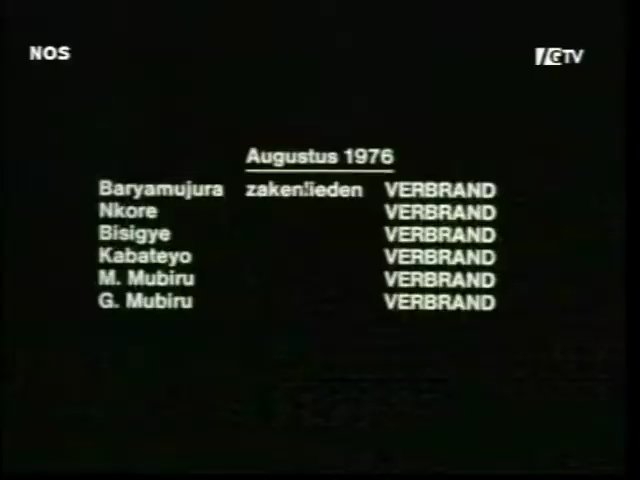 NOS
/GTV
Augustus 1976
Baryamujura zakenlieden VERBRAND
Nkore VERBRAND
Bisigye VERBRAND
Kabateyo VERBRAND
M. Mubiru VERBRAND
G. Mubiru VERBRAND